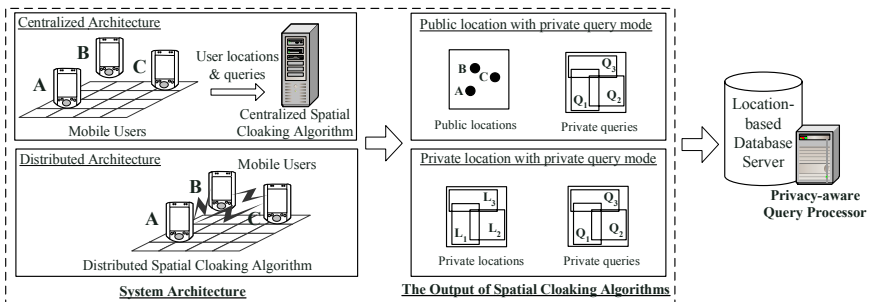 Centralized Architecture
A
B
C
User locations
& queries
Mobile Users
Centralized Spatial
Cloaking Algorithm
Distributed Architecture
Mobile Users
A
B
C
Distributed Spatial Cloaking Algorithm
System Architecture
Public location with private query mode
B
C
A
Q3
Q1
Q2
Public locations
Private queries
Private location with private query mode
L3
L1
L2
Q3
Q1
Q2
Private locations
Private queries
The Output of Spatial Cloaking Algorithms
Location-
based
Database
Server
Privacy-aware
Query Processor